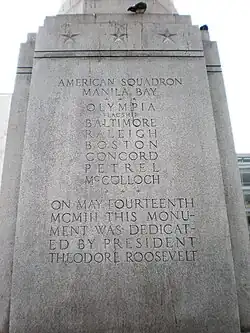 AMERICAN SQUADRON
MANILA BAY
OLYMPIA
FLAGSHIP
BALTIMORE
RALEIGH
BOSTON
CONCORD
PETREL
McCULLOCH
ON MAY FOURTEENTH
MCMIII THIS MONU-
MENT WAS DEDICAT-
ED BY PRESIDENT
THEODORE ROOSEVELT